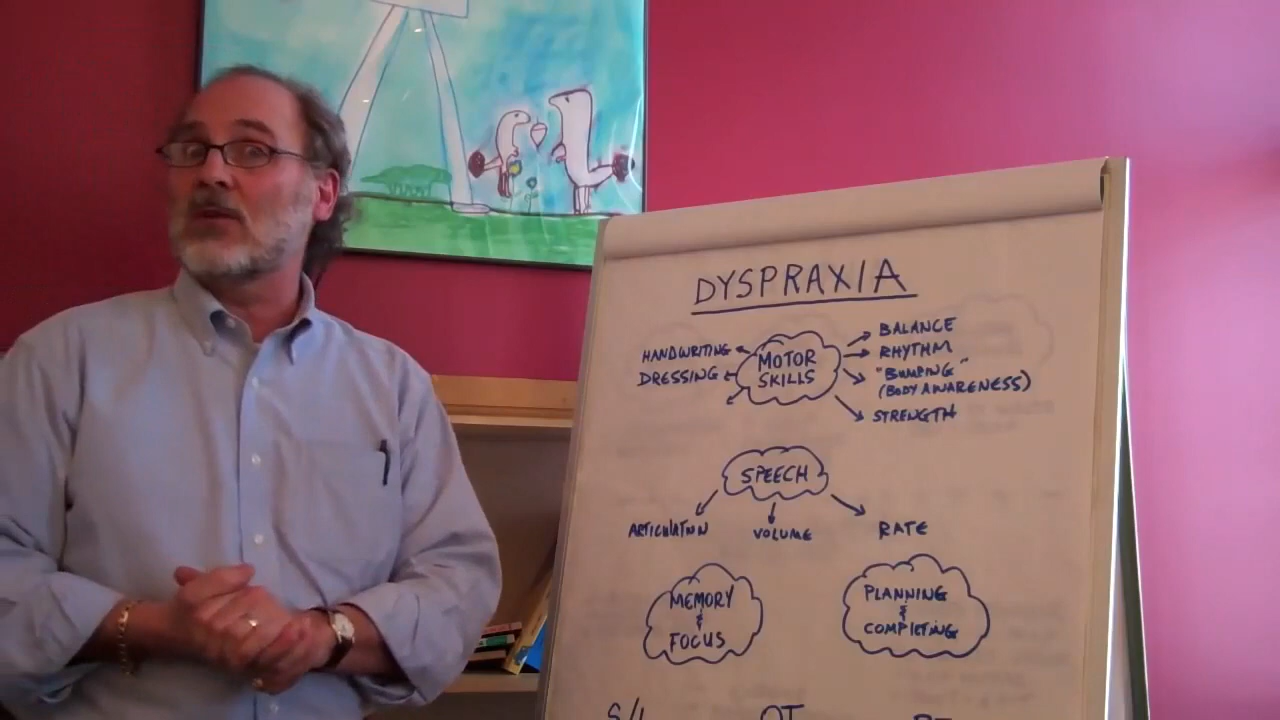 DYSPRAXIA
HANDWRITING
DRESSING
MOTOR
SKILLS
BALANCE
RHYTHM
"BUMPING"
(BODY AWARENESS)
STRENGTH
SPEECH
ARTICULATION
VOLUME
RATE
MEMORY
&
FOCUS
PLANNING
&
COMPLETING
S/L
OT